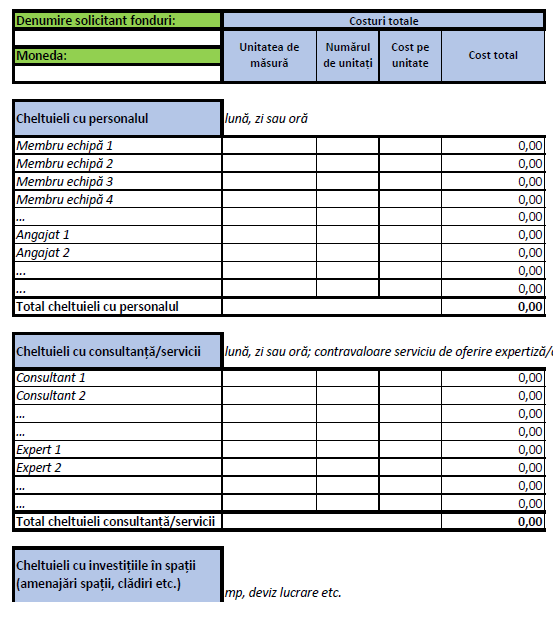 Denumire solicitant fonduri: Costuri totale
Moneda: Unitatea de măsură Numărul de unitați Cost pe unitate Cost total
Cheltuieli cu personalul lună, zi sau oră
Membru echipă 1 0,00
Membru echipă 2 0,00
Membru echipă 3 0,00
Membru echipă 4 0,00
... 0,00
Angajat 1 0,00
Angajat 2 0,00
... 0,00
... 0,00
Total cheltuieli cu personalul 0,00
Cheltuieli cu consultanță/servicii lună, zi sau oră; contravaloare serviciu de oferire expertiză/
Consultant 1 0,00
Consultant 2 0,00
... 0,00
... 0,00
Expert 1 0,00
Expert 2 0,00
... 0,00
... 0,00
Total cheltuieli consultanță/servicii 0,00
Cheltuieli cu investițiile în spații
(amenajări spații, clădiri etc.) mp, deviz lucrare etc.